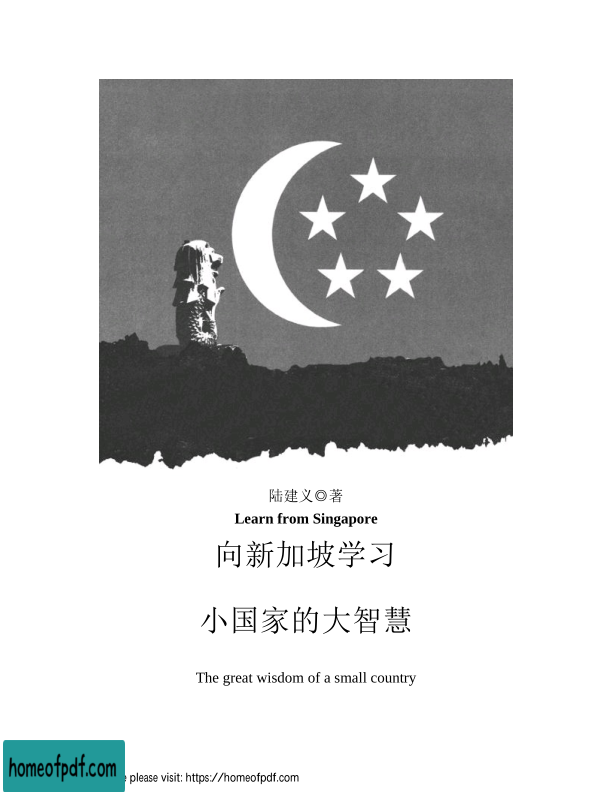 陆建义◎著
Learn from Singapore
向新加坡学习
小国家的大智慧
The great wisdom of a small country
homeofpdf.com
please visit: https://homeofpdf.com